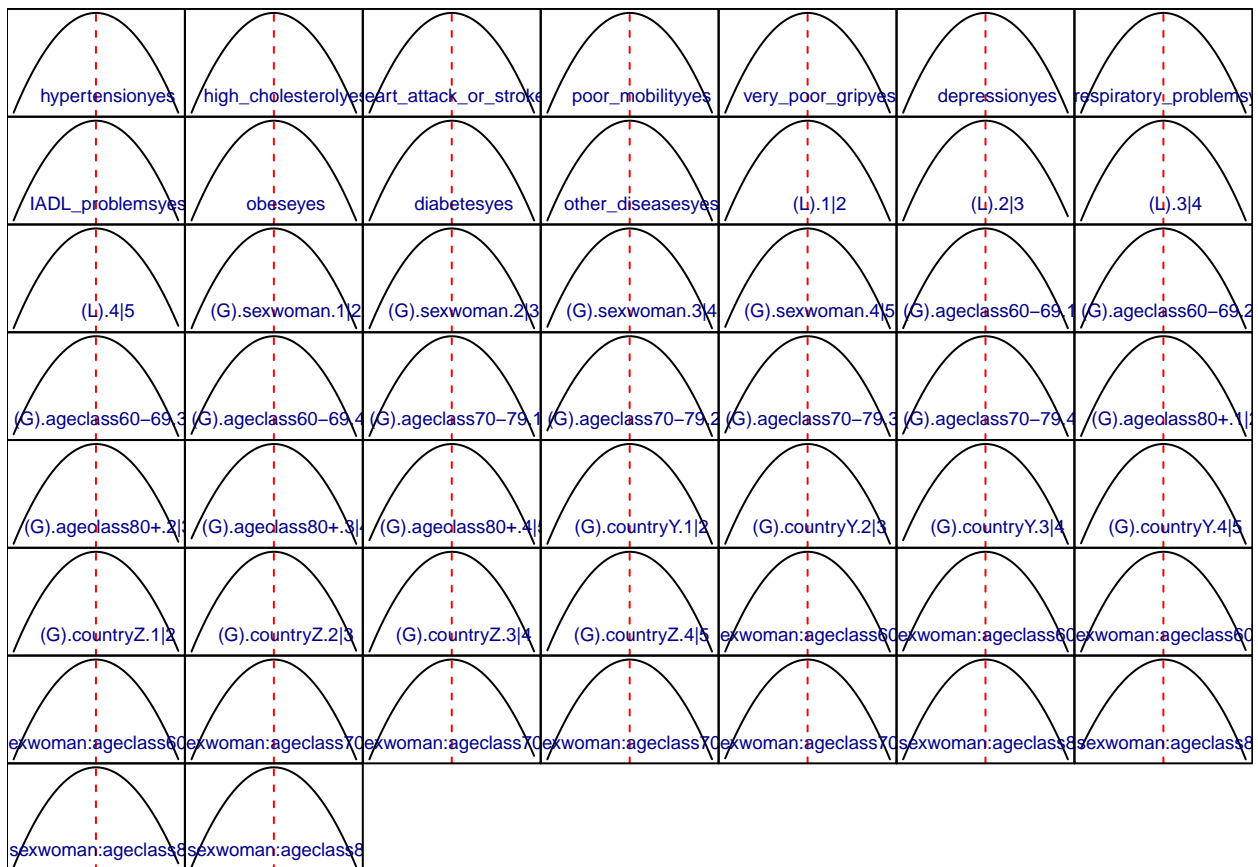 hypertensionyes
high_cholesterolyes
eart_attack_or_stroke
poor_mobilityyes
very_poor_gripyes
depressionyes
respiratory_problemsy
IADL_problemsyes
obeseyes
diabetesyes
other_diseasesyes
(L).1|2
(L).2|3
(L).3|4
(L).4|5
(G).sexwoman.1|2
(G).sexwoman.2|3
(G).sexwoman.3|4
(G).sexwoman.4|5
(G).ageclass60−69.1
(G).ageclass60−69.2
(G).ageclass60−69.3
(G).ageclass60−69.4
(G).ageclass70−79.1
(G).ageclass70−79.2
(G).ageclass70−79.3
(G).ageclass70−79.4
(G).ageclass80+.1|2
(G).ageclass80+.2|3
(G).ageclass80+.3|4
(G).ageclass80+.4|5
(G).countryY.1|2
(G).countryY.2|3
(G).countryY.3|4
(G).countryY.4|5
(G).countryZ.1|2
(G).countryZ.2|3
(G).countryZ.3|4
(G).countryZ.4|5
exwoman:ageclass60
exwoman:ageclass60
exwoman:ageclass60
exwoman:ageclass60
exwoman:ageclass70
exwoman:ageclass70
exwoman:ageclass70
exwoman:ageclass70
sexwoman:ageclass8
sexwoman:ageclass8
sexwoman:ageclass8
sexwoman:ageclass8